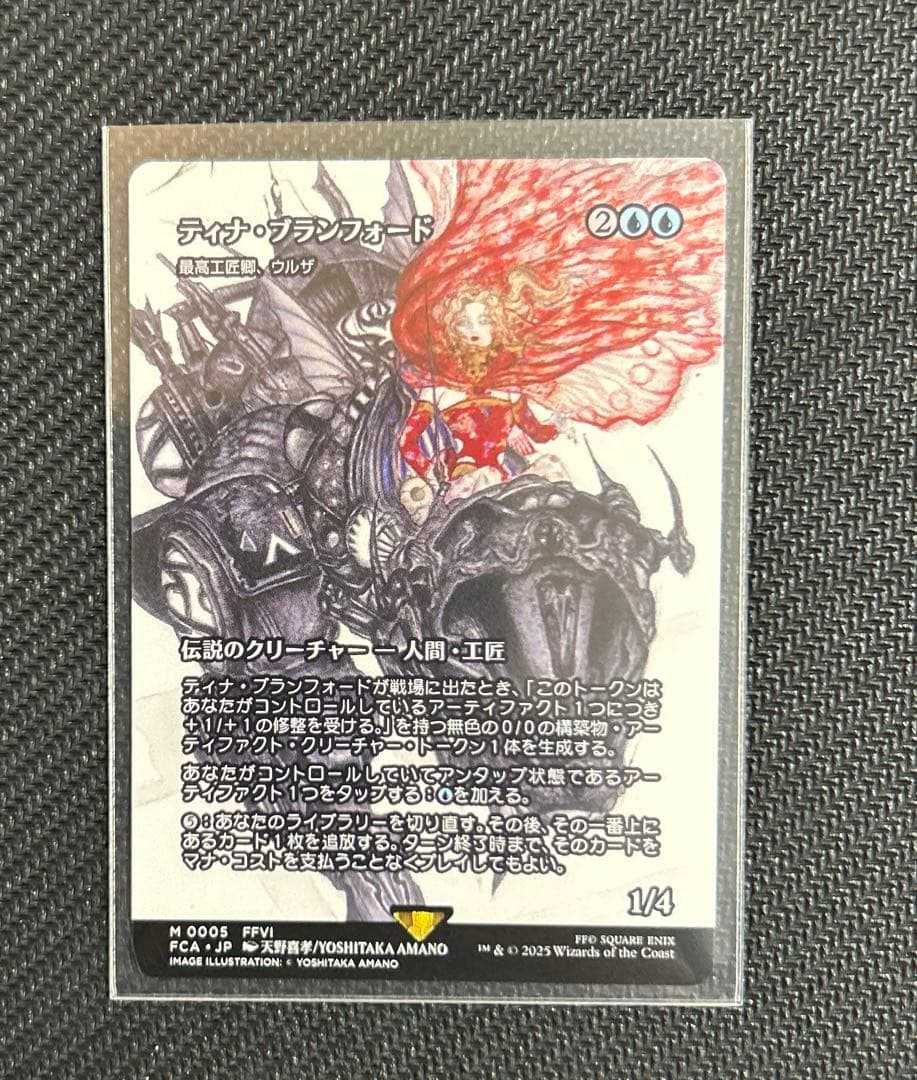 ティナ・ブランフォード ②
最高工匠卿、ウルザ
伝説のクリーチャー ― 人間・工匠
ティナ・ブランフォードが戦場に出たとき、「このトークンは
あなたがコントロールしているアーティファクト1つにつき
+1/+1の修整を受ける。」を持つ無色の0/0の構築物・アー
ティファクト・クリーチャー・トークン1体を生成する。
あなたがコントロールしていてアンタップ状態であるアー
ティファクト1つをタップする:を加える。
⑤:あなたのライブラリーを切り直す。その後、その一番上に
あるカード1枚を追放する。ターン終了時まで、そのカードを
マナ・コストを支払うことなくプレイしてもよい。
1/4
M 0005 FFVI
FCA • JP 天野喜孝/YOSHITAKA AMANO
IMAGE ILLUSTRATION: © YOSHITAKA AMANO
FF© SQUARE ENIX
™ & © 2025 Wizards of the Coast